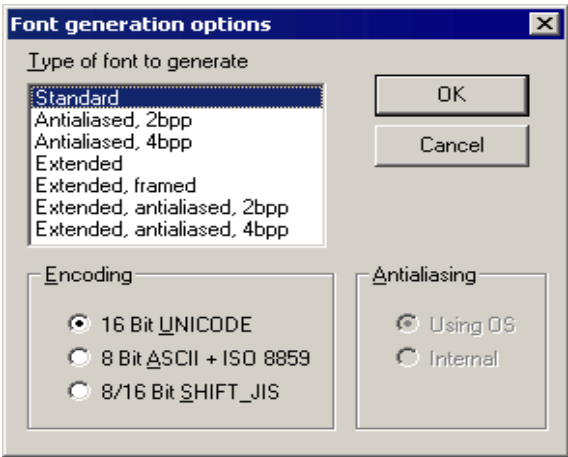 Font generation options
Type of font to generate
Standard
Antialiased, 2bpp
Antialiased, 4bpp
Extended
Extended, framed
Extended, antialiased, 2bpp
Extended, antialiased, 4bpp
OK
Cancel
Encoding
16 Bit UNICODE
8 Bit ASCII + ISO 8859
8/16 Bit SHIFT_JIS
Antialiasing
Using OS
Internal